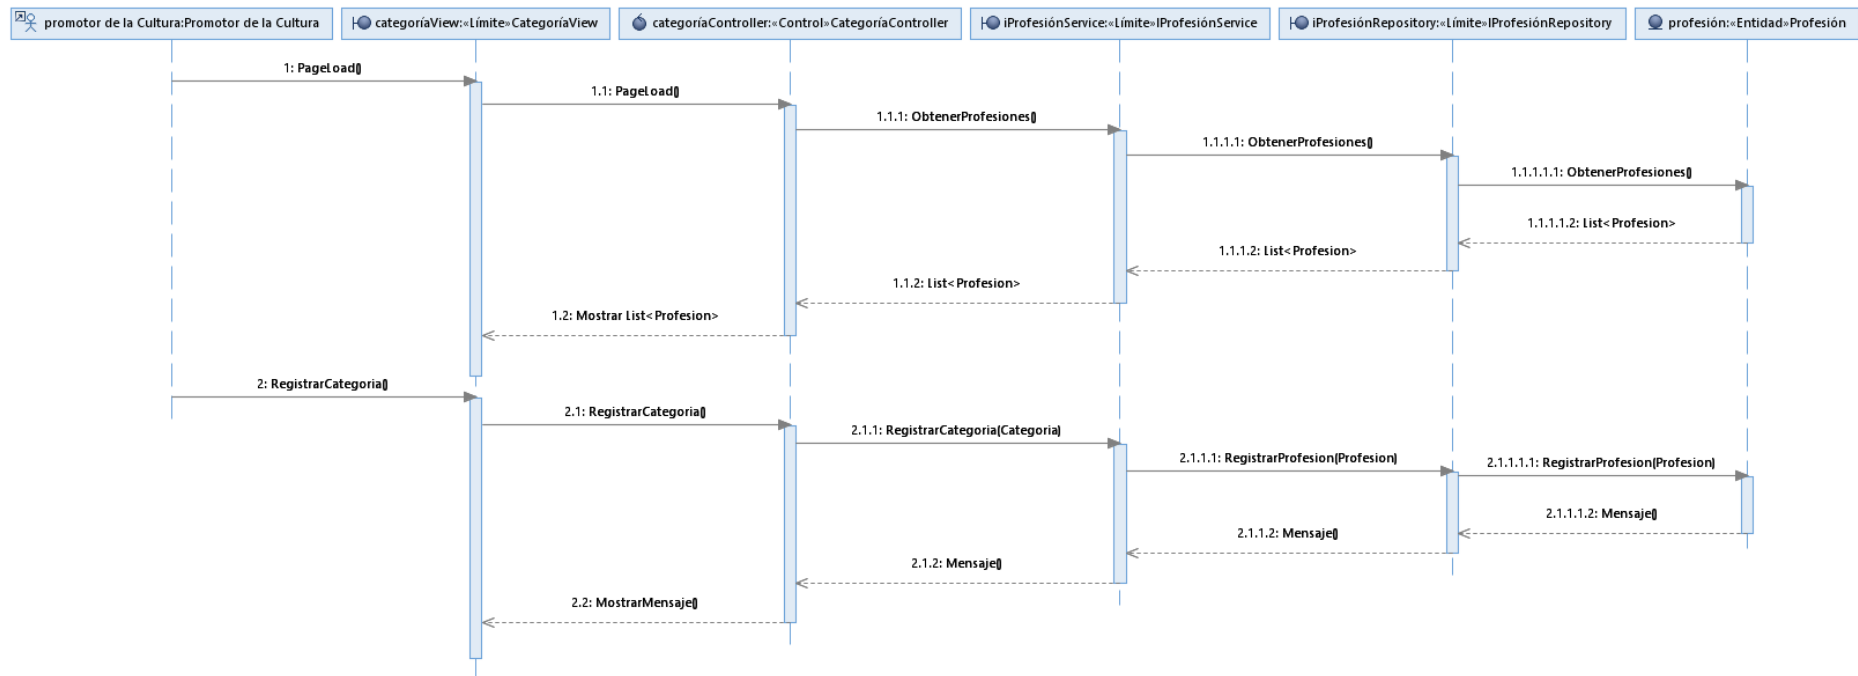 promotor de la Cultura:Promotor de la Cultura
categoríaView:«Límite»CategoríaView
categoríaController:«Control»CategoríaController
iProfesiónService:«Límite»IProfesiónService
iProfesiónRepository:«Límite»IProfesiónRepository
profesión:«Entidad»Profesión
1: PageLoad()
1.1: PageLoad()
1.1.1: ObtenerProfesiones()
1.1.1.1: ObtenerProfesiones()
1.1.1.1.1: ObtenerProfesiones()
1.1.1.1.2: List<Profesion>
1.1.1.2: List<Profesion>
1.1.2: List<Profesion>
1.2: Mostrar List<Profesion>
2: RegistrarCategoria()
2.1: RegistrarCategoria()
2.1.1: RegistrarCategoria(Categoria)
2.1.1.1: RegistrarProfesion(Profesion)
2.1.1.1.1: RegistrarProfesion(Profesion)
2.1.1.1.2: Mensaje()
2.1.1.2: Mensaje()
2.1.2: Mensaje()
2.2: MostrarMensaje()